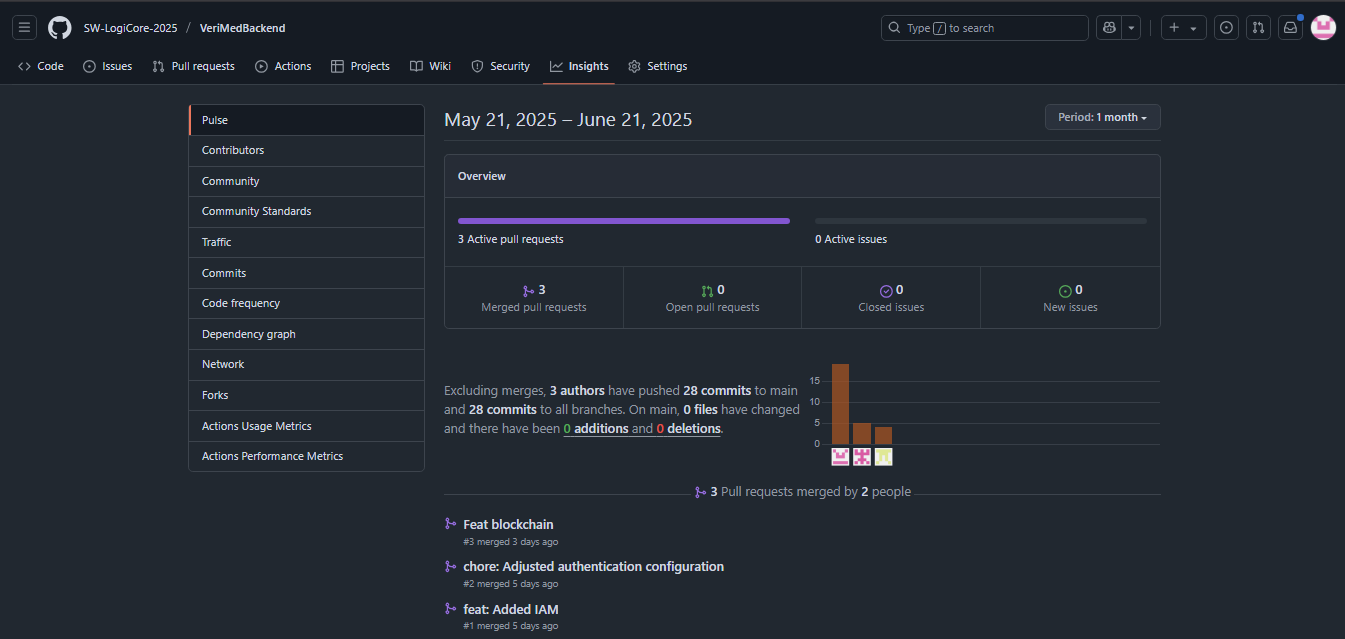 SW-LogiCore-2025 / VeriMedBackend
Type / to search
Code Issues Pull requests Actions Projects Wiki Security Insights Settings
Pulse
Contributors
Community
Community Standards
Traffic
Commits
Code frequency
Dependency graph
Network
Forks
Actions Usage Metrics
Actions Performance Metrics
May 21, 2025 – June 21, 2025
Period: 1 month
Overview
3 Active pull requests
0 Active issues
3
Merged pull requests
0
Open pull requests
0
Closed issues
0
New issues
Excluding merges, 3 authors have pushed 28 commits to main
and 28 commits to all branches. On main, 0 files have changed
and there have been 0 additions and 0 deletions.
15
10
5
0
3 Pull requests merged by 2 people
Feat blockchain
#3 merged 3 days ago
chore: Adjusted authentication configuration
#2 merged 5 days ago
feat: Added IAM
#1 merged 5 days ago